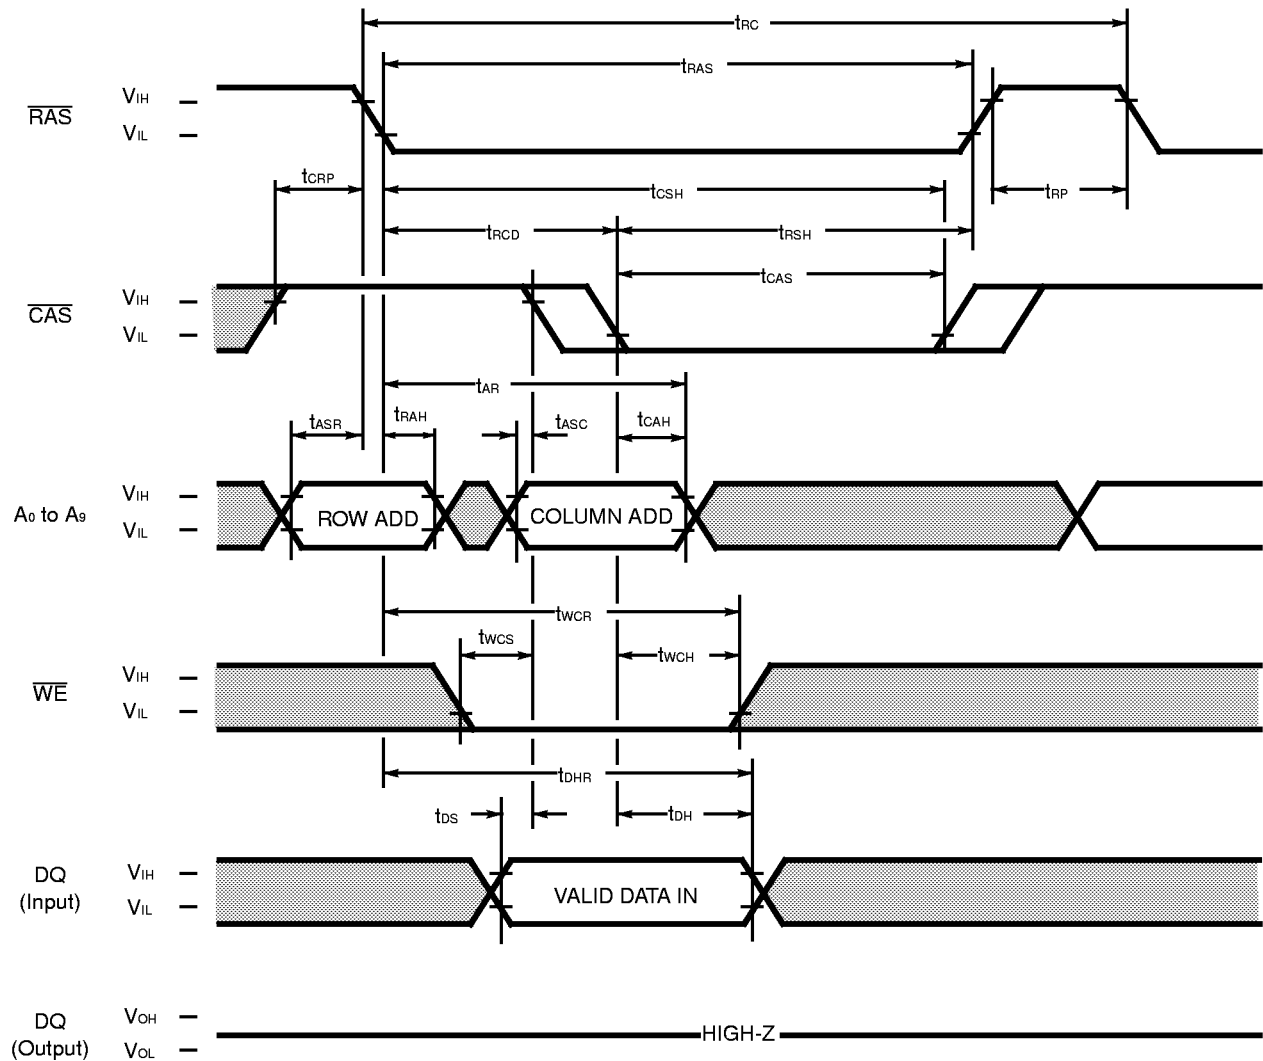 tRC
tRAS
RAS
VIH
VIL
tCRP
tCSH
tRP
tRCD
tRSH
tCAS
CAS
VIH
VIL
tAR
tASR
tRAH
tASC
tCAH
A0 to A9
VIH
VIL
ROW ADD
COLUMN ADD
tWCR
tWCS
tWCH
WE
VIH
VIL
tDHR
tDS
tDH
DQ
(Input)
VIH
VIL
VALID DATA IN
DQ
(Output)
VOH
VOL
HIGH-Z